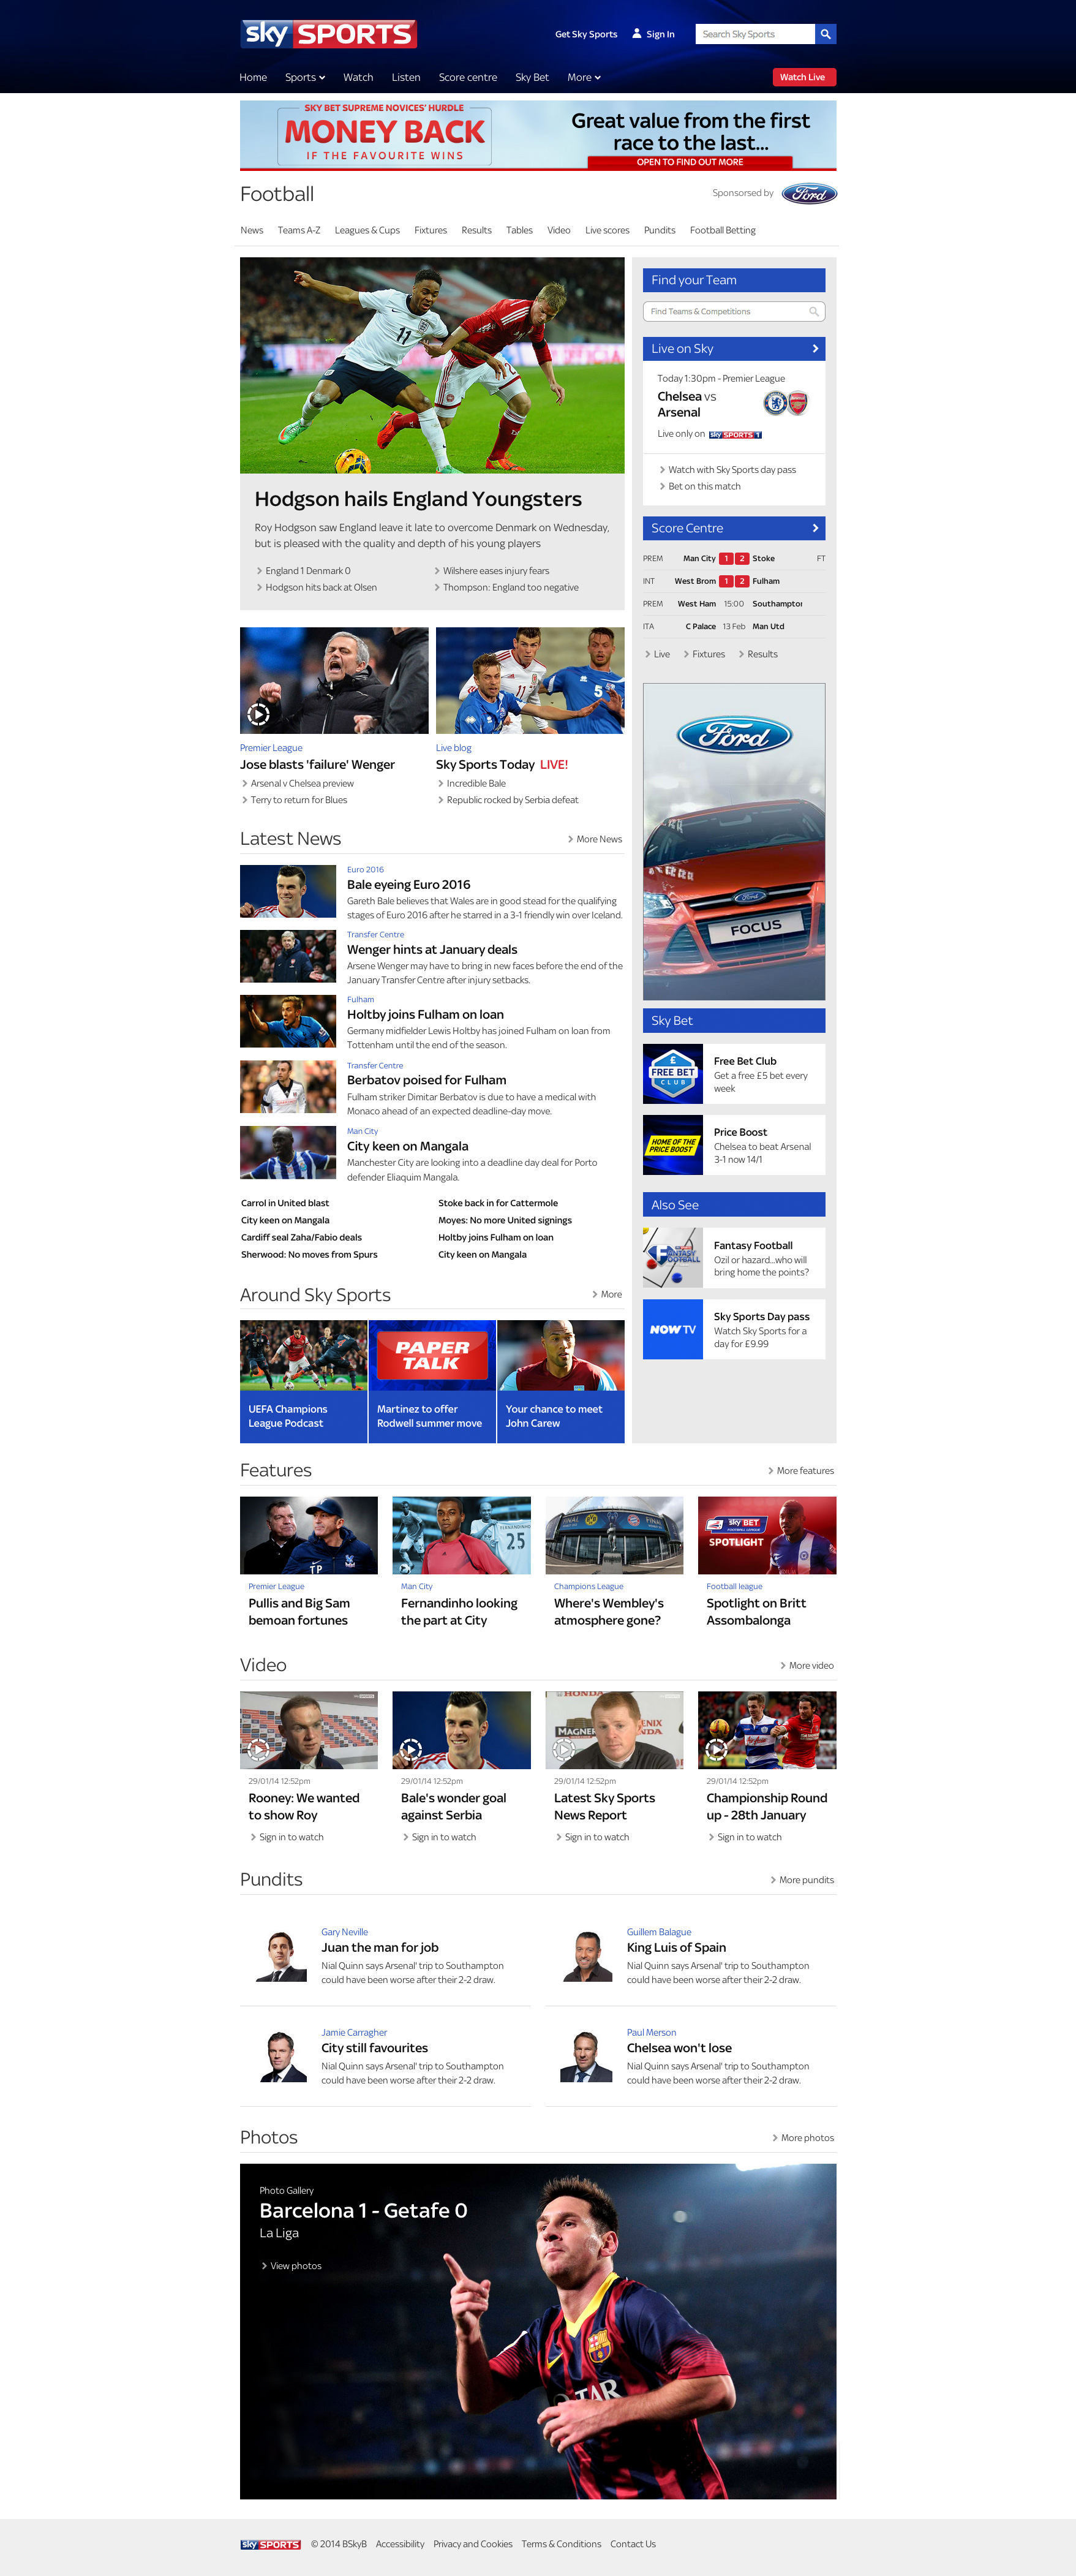 sky SPORTS
Get Sky Sports
Sign In
Search Sky Sports
Home
Sports
Watch
Listen
Score centre
Sky Bet
More
Watch Live
SKY BET SUPREME NOVICES' HURDLE
MONEY BACK
IF THE FAVOURITE WINS
Great value from the first
race to the last...
OPEN TO FIND OUT MORE
Football
Sponsorsed by
Ford
News
Teams A-Z
Leagues & Cups
Fixtures
Results
Tables
Video
Live scores
Pundits
Football Betting
11
Hodgson hails England Youngsters
Roy Hodgson saw England leave it late to overcome Denmark on Wednesday,
but is pleased with the quality and depth of his young players
England 1 Denmark 0
Wilshere eases injury fears
Hodgson hits back at Olsen
Thompson: England too negative
11
5
Premier League
Jose blasts 'failure' Wenger
Arsenal v Chelsea preview
Terry to return for Blues
Live blog
Sky Sports Today LIVE!
Incredible Bale
Republic rocked by Serbia defeat
Latest News
More News
Euro 2016
Bale eyeing Euro 2016
Gareth Bale believes that Wales are in good stead for the qualifying
stages of Euro 2016 after he starred in a 3-1 friendly win over Iceland.
Transfer Centre
Wenger hints at January deals
Arsene Wenger may have to bring in new faces before the end of the
January Transfer Centre after injury setbacks.
Fulham
Holtby joins Fulham on loan
Germany midfielder Lewis Holtby has joined Fulham on loan from
Tottenham until the end of the season.
Transfer Centre
Berbatov poised for Fulham
Fulham striker Dimitar Berbatov is due to have a medical with
Monaco ahead of an expected deadline-day move.
Man City
City keen on Mangala
Manchester City are looking into a deadline day deal for Porto
defender Eliaquim Mangala.
Carrol in United blast
City keen on Mangala
Cardiff seal Zaha/Fabio deals
Sherwood: No moves from Spurs
Stoke back in for Cattermole
Moyes: No more United signings
Holtby joins Fulham on loan
City keen on Mangala
Around Sky Sports
More
PAPER
TALK
UEFA Champions
League Podcast
Martinez to offer
Rodwell summer move
Your chance to meet
John Carew
Find your Team
Find Teams & Competitions
Live on Sky
Today 1:30pm - Premier League
Chelsea vs
Arsenal
Live only on sky SPORTS 1
Watch with Sky Sports day pass
Bet on this match
Score Centre
PREM Man City 1 2 Stoke FT
INT West Brom 1 2 Fulham
PREM West Ham 15:00 Southampton
ITA C Palace 13 Feb Man Utd
Live
Fixtures
Results
Ford
Ford
FOCUS
Sky Bet
£
FREE BET
CLUB
Free Bet Club
Get a free £5 bet every
week
HOME OF THE
PRICE BOOST
Price Boost
Chelsea to beat Arsenal
3-1 now 14/1
Also See
F
FANTASY
FOOTBALL
Fantasy Football
Ozil or hazard...who will
bring home the points?
NOW TV
Sky Sports Day pass
Watch Sky Sports for a
day for £9.99
Features
More features
TP
FERNANDINHO
25
FINAL
sky BET
FOOTBALL LEAGUE
SPOTLIGHT
Premier League
Pullis and Big Sam
bemoan fortunes
Man City
Fernandinho looking
the part at City
Champions League
Where's Wembley's
atmosphere gone?
Football league
Spotlight on Britt
Assombalonga
Video
More video
HONDA
MAGNERS
29/01/14 12:52pm
Rooney: We wanted
to show Roy
Sign in to watch
29/01/14 12:52pm
Bale's wonder goal
against Serbia
Sign in to watch
29/01/14 12:52pm
Latest Sky Sports
News Report
Sign in to watch
29/01/14 12:52pm
Championship Round
up - 28th January
Sign in to watch
Pundits
More pundits
Gary Neville
Juan the man for job
Nial Quinn says Arsenal' trip to Southampton
could have been worse after their 2-2 draw.
Guillem Balague
King Luis of Spain
Nial Quinn says Arsenal' trip to Southampton
could have been worse after their 2-2 draw.
Jamie Carragher
City still favourites
Nial Quinn says Arsenal' trip to Southampton
could have been worse after their 2-2 draw.
Paul Merson
Chelsea won't lose
Nial Quinn says Arsenal' trip to Southampton
could have been worse after their 2-2 draw.
Photos
More photos
Photo Gallery
Barcelona 1 - Getafe 0
La Liga
View photos
sky SPORTS
© 2014 BSkyB
Accessibility
Privacy and Cookies
Terms & Conditions
Contact Us